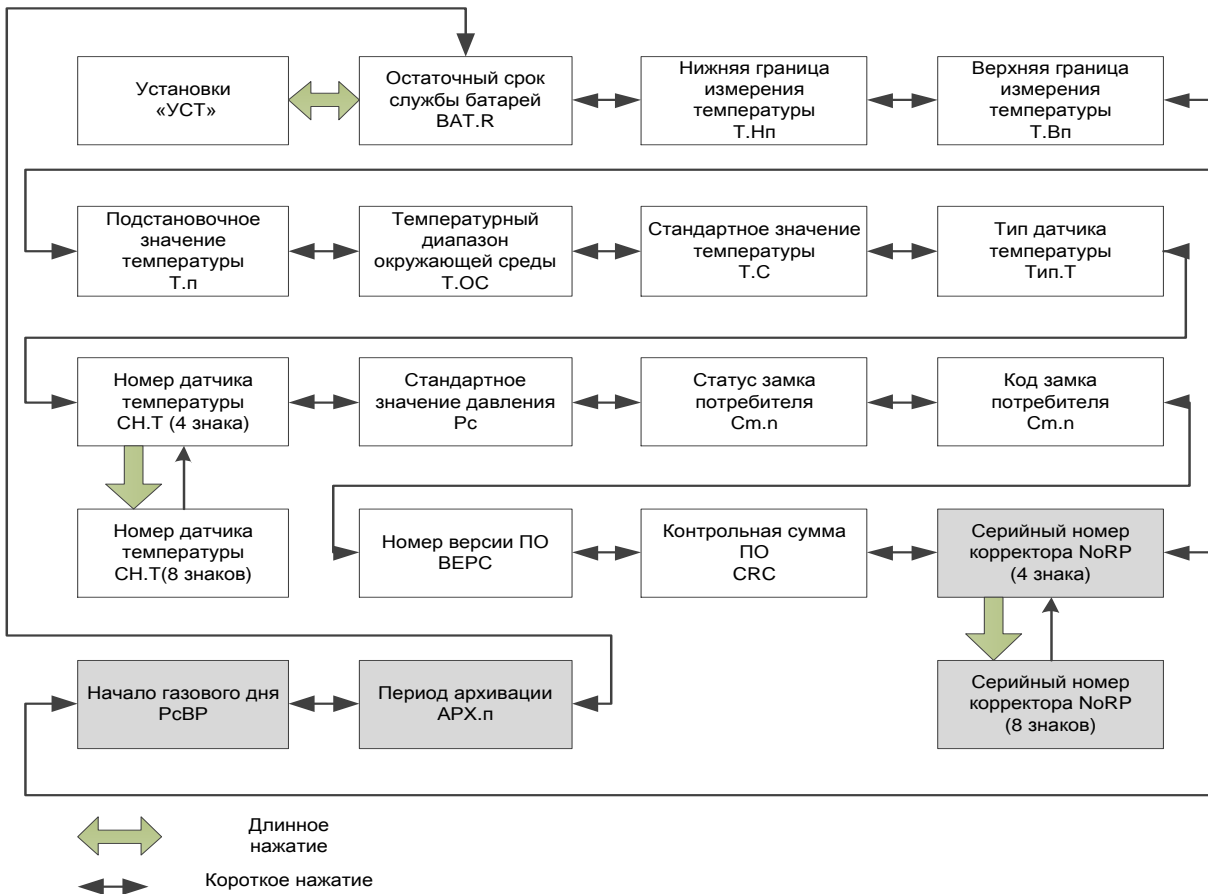 Установки
«УСТ»
Остаточный срок
службы батарей
BAT.R
Нижняя граница
измерения
температуры
Т.Нп
Верхняя граница
измерения
температуры
Т.Вп
Подстановочное
значение
температуры
Т.п
Температурный
диапазон
окружающей среды
Т.ОС
Стандартное значение
температуры
Т.С
Тип датчика
температуры
Тип.Т
Номер датчика
температуры
СН.Т (4 знака)
Стандартное
значение давления
Рс
Статус замка
потребителя
Cm.n
Код замка
потребителя
Cm.n
Номер датчика
температуры
СН.Т(8 знаков)
Номер версии ПО
ВЕРС
Контрольная сумма
ПО
CRC
Серийный номер
корректора NoRP
(4 знака)
Начало газового дня
РсВР
Период архивации
АРХ.п
Серийный номер
корректора NoRP
(8 знаков)
Длинное
нажатие
Короткое нажатие